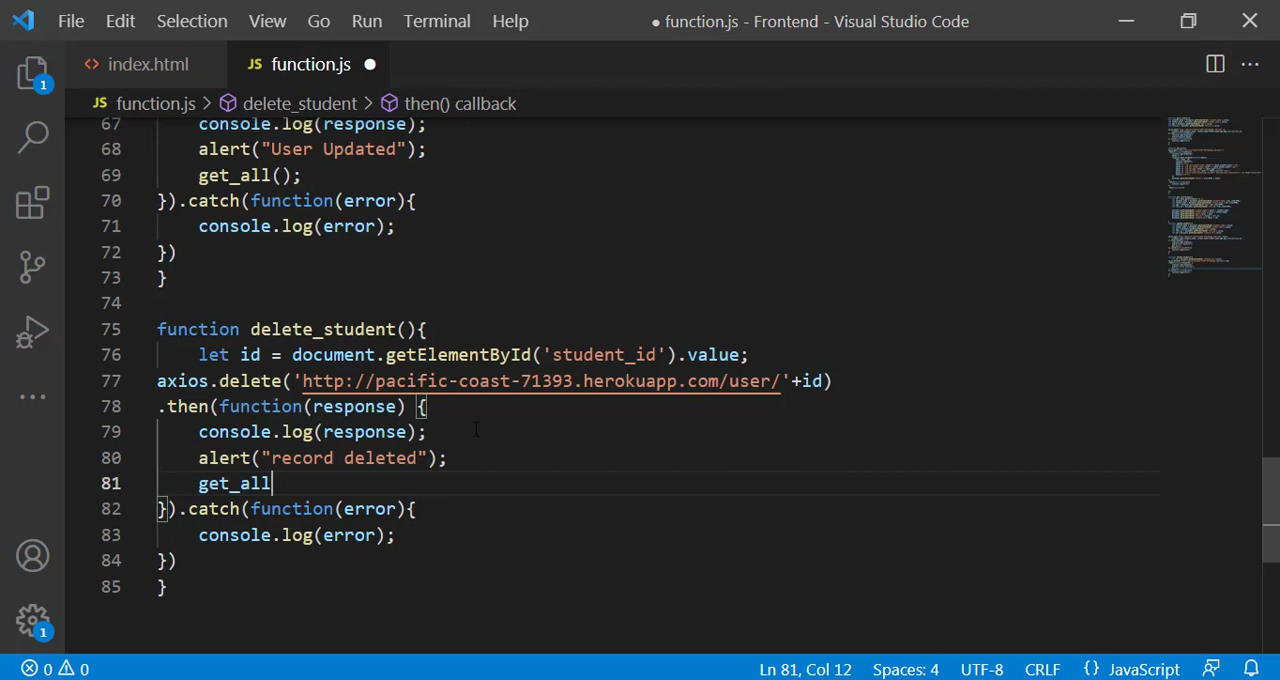 File Edit Selection View Go Run Terminal Help ● function.js - Frontend - Visual Studio Code
<> index.html JS function.js ●
JS function.js > delete_student > then() callback
67 console.log(response);
68 alert("User Updated");
69 get_all();
70 }).catch(function(error){
71 console.log(error);
72 })
73 }
74
75 function delete_student(){
76 let id = document.getElementById('student_id').value;
77 axios.delete('http://pacific-coast-71393.herokuapp.com/user/'+id)
78 .then(function(response) {
79 console.log(response);
80 alert("record deleted");
81 get_all
82 }).catch(function(error){
83 console.log(error);
84 })
85 }
1
1
0 0 Ln 81, Col 12 Spaces: 4 UTF-8 CRLF {} JavaScript